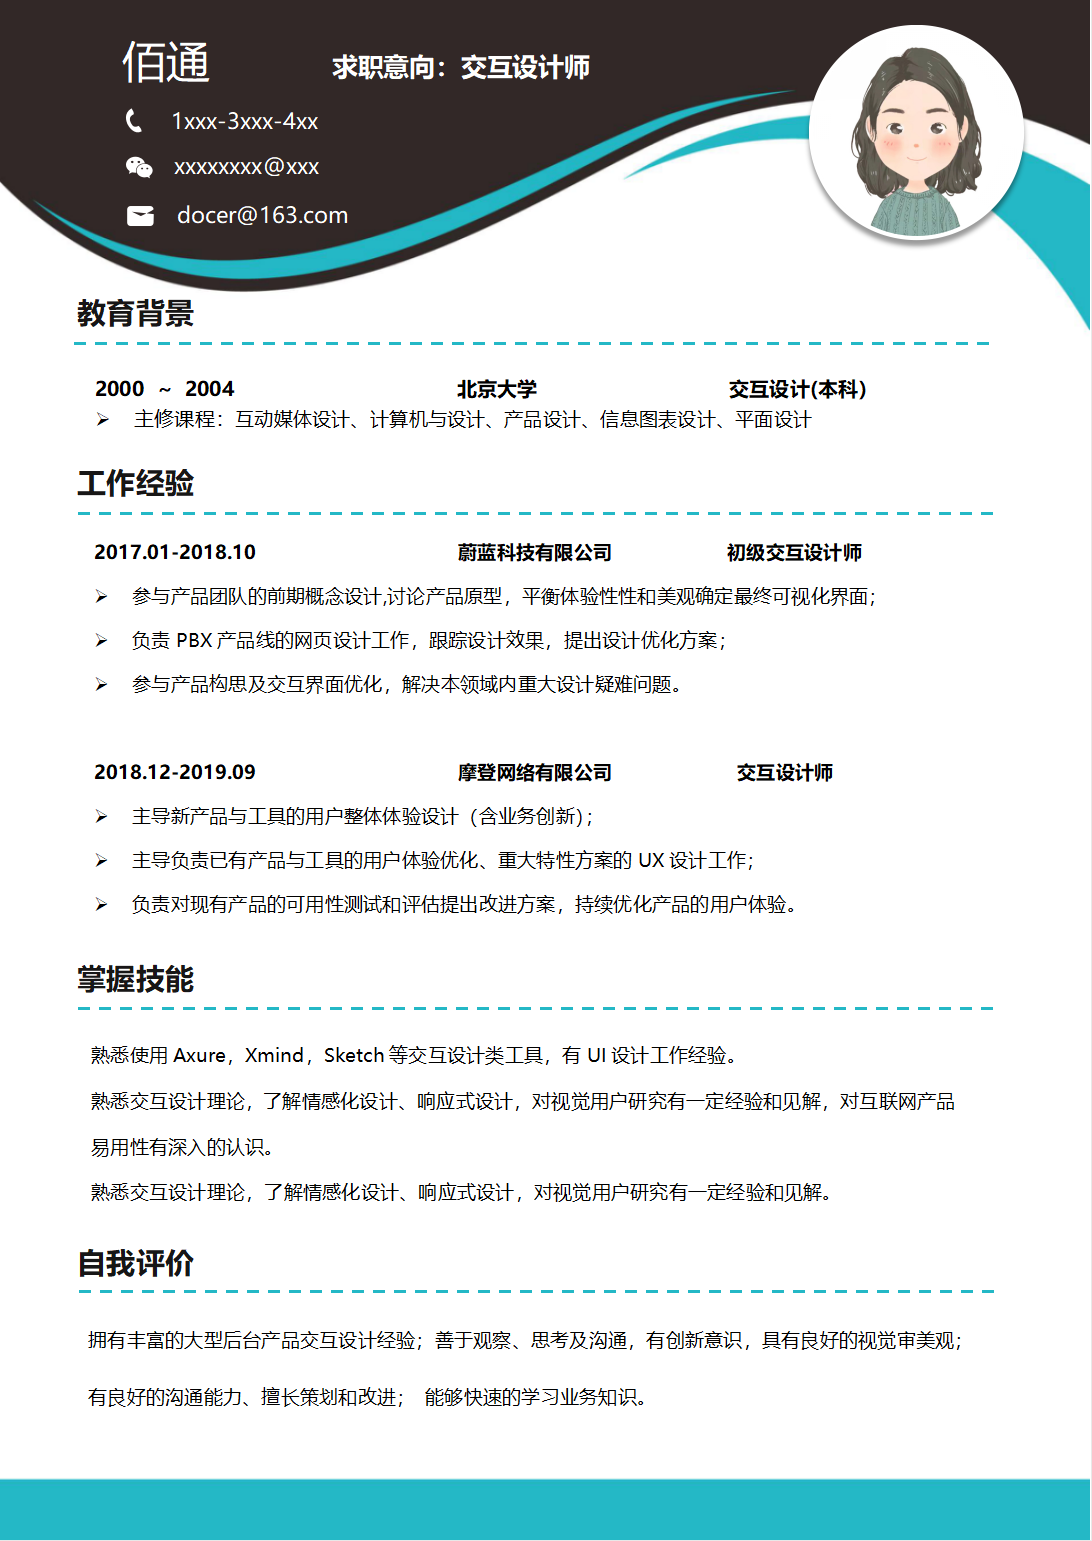 佰通 求职意向：交互设计师
1xxx-3xxx-4xx
xxxxxxxx@xxx
docer@163.com
教育背景
2000 ~ 2004 北京大学 交互设计(本科）
➢ 主修课程：互动媒体设计、计算机与设计、产品设计、信息图表设计、平面设计
工作经验
2017.01-2018.10 蔚蓝科技有限公司 初级交互设计师
➢ 参与产品团队的前期概念设计,讨论产品原型，平衡体验性性和美观确定最终可视化界面；
➢ 负责 PBX 产品线的网页设计工作，跟踪设计效果，提出设计优化方案；
➢ 参与产品构思及交互界面优化，解决本领域内重大设计疑难问题。
2018.12-2019.09 摩登网络有限公司 交互设计师
➢ 主导新产品与工具的用户整体体验设计（含业务创新)；
➢ 主导负责已有产品与工具的用户体验优化、重大特性方案的 UX 设计工作；
➢ 负责对现有产品的可用性测试和评估提出改进方案，持续优化产品的用户体验。
掌握技能
熟悉使用 Axure，Xmind，Sketch 等交互设计类工具，有 UI 设计工作经验。
熟悉交互设计理论，了解情感化设计、响应式设计，对视觉用户研究有一定经验和见解，对互联网产品
易用性有深入的认识。
熟悉交互设计理论，了解情感化设计、响应式设计，对视觉用户研究有一定经验和见解。
自我评价
拥有丰富的大型后台产品交互设计经验；善于观察、思考及沟通，有创新意识，具有良好的视觉审美观；
有良好的沟通能力、擅长策划和改进； 能够快速的学习业务知识。